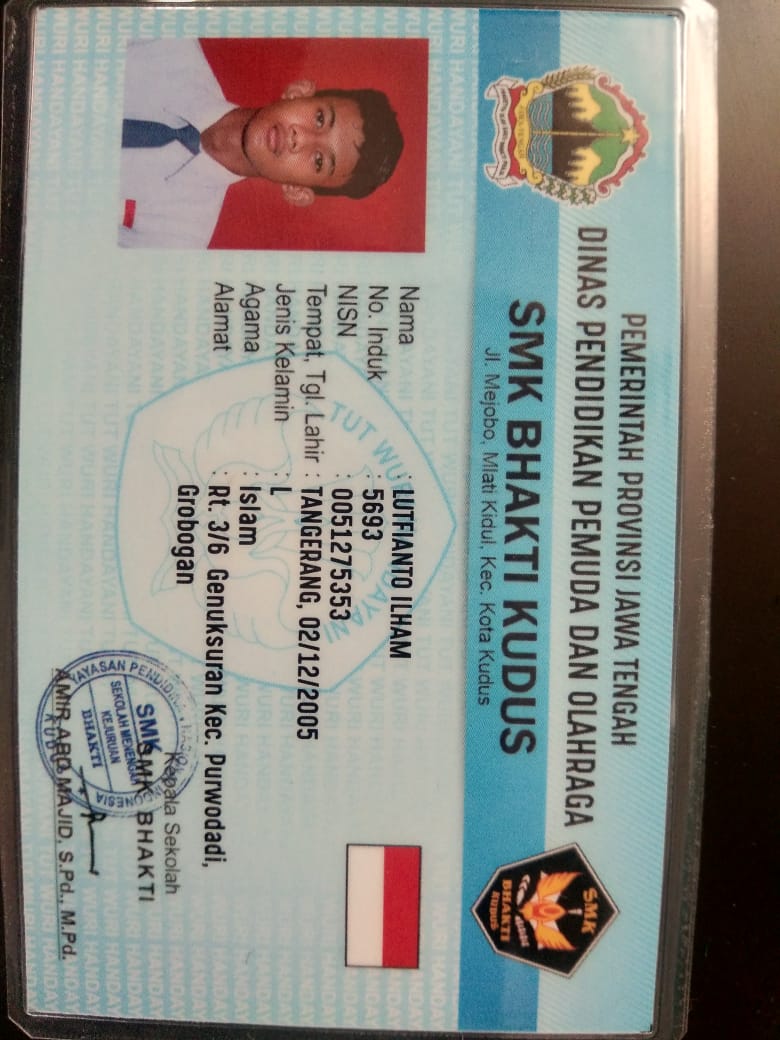 PEMERINTAH PROVINSI JAWA TENGAH
DINAS PENDIDIKAN PEMUDA DAN OLAHRAGA
SMK BHAKTI KUDUS
Jl. Mejobo, Mlati Kidul, Kec. Kota Kudus
SMK
BHAKTI
KUDUS
Nama : LUTFIANTO ILHAM
No. Induk : 5693
NISN : 0051275353
Tempat, Tgl. Lahir : TANGERANG, 02/12/2005
Jenis Kelamin : L
Agama : Islam
Alamat : Rt. 3/6 Genuksuran Kec. Purwodadi,
Grobogan
TUT WURI HANDAYANI
Kepala Sekolah
SMK BHAKTI
AMIR ABD. MAJID, S.Pd., M.Pd.
YAYASAN PENDIDIKAN
SMK
SEKOLAH MENENGAH
KEJURUAN
BHAKTI
KUDUS